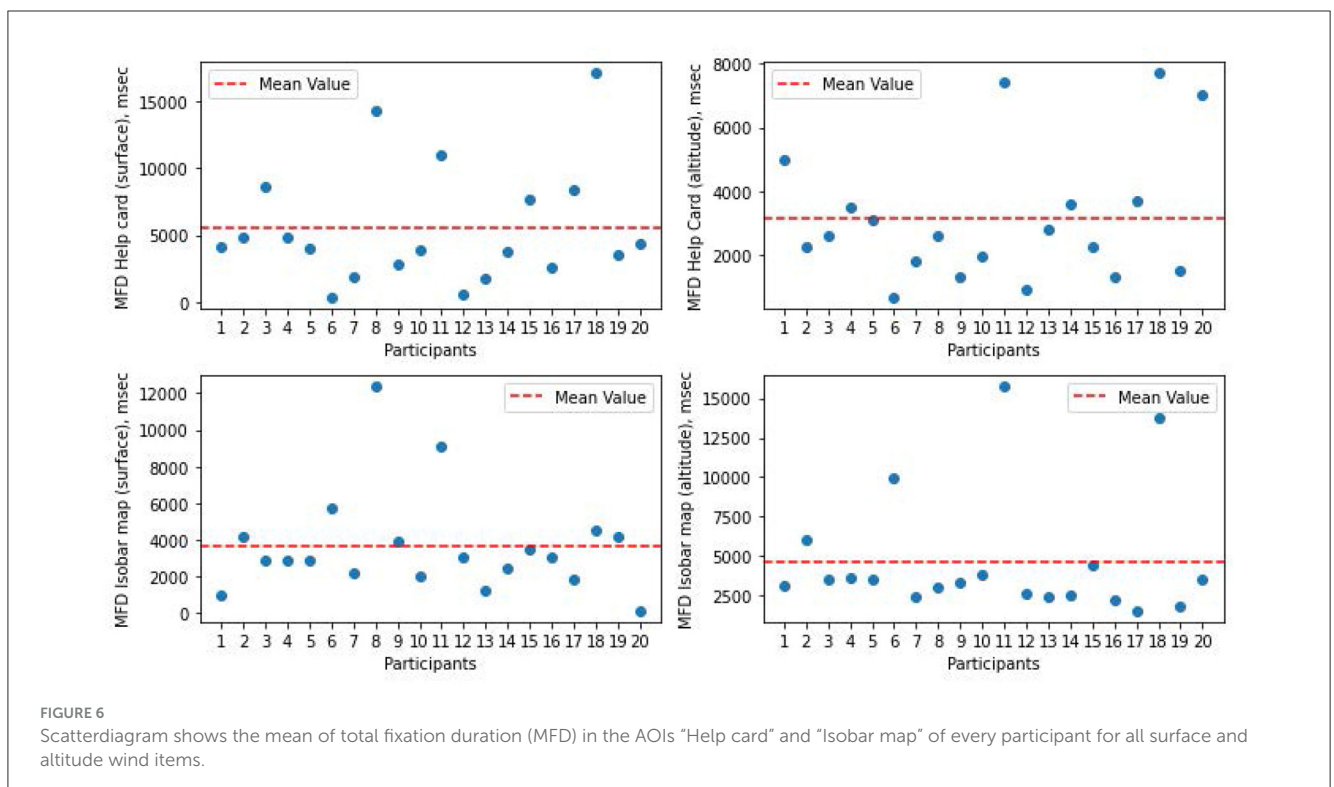 Mean Value
MFD Help card (surface), msec
15000
10000
5000
0
1 2 3 4 5 6 7 8 9 10 11 12 13 14 15 16 17 18 19 20
Participants
Mean Value
MFD Help Card (altitude), msec
8000
6000
4000
2000
1 2 3 4 5 6 7 8 9 10 11 12 13 14 15 16 17 18 19 20
Participants
Mean Value
MFD Isobar map (surface), msec
12000
10000
8000
6000
4000
2000
0
1 2 3 4 5 6 7 8 9 10 11 12 13 14 15 16 17 18 19 20
Participants
Mean Value
MFD Isobar map (altitude), msec
15000
12500
10000
7500
5000
2500
1 2 3 4 5 6 7 8 9 10 11 12 13 14 15 16 17 18 19 20
Participants
FIGURE 6
Scatterdiagram shows the mean of total fixation duration (MFD) in the AOIs “Help card” and “Isobar map” of every participant for all surface and
altitude wind items.